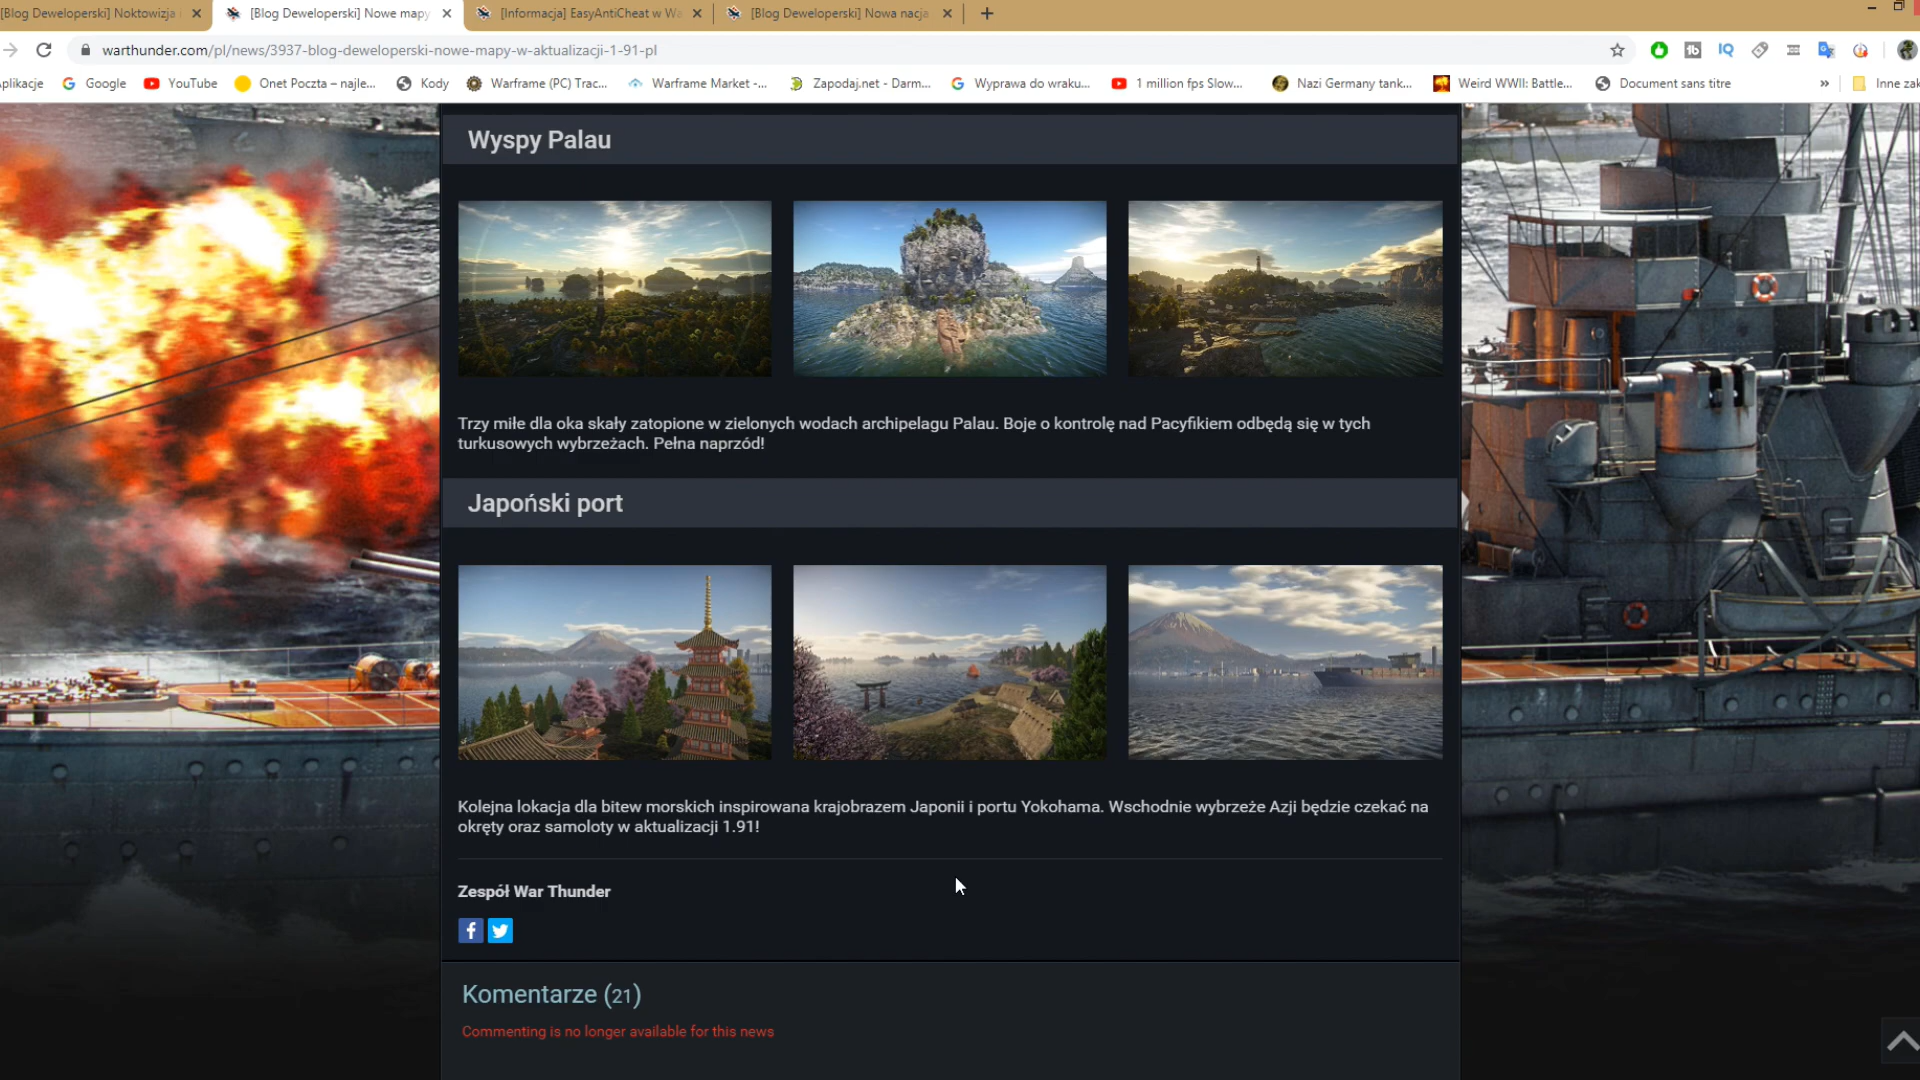 [Blog Deweloperski] Noktowizja
[Blog Deweloperski] Nowe mapy
[Informacja] EasyAntiCheat w Wa
[Blog Deweloperski] Nowa nacja
warthunder.com/pl/news/3937-blog-deweloperski-nowe-mapy-w-aktualizacji-1-91-pl
plikacje
Google
YouTube
Onet Poczta – najle...
Kody
Warframe (PC) Trac...
Warframe Market -...
Zapodaj.net - Darm...
Wyprawa do wraku...
1 million fps Slow...
Nazi Germany tank...
Weird WWII: Battle...
Document sans titre
»
Inne zak
Wyspy Palau
Trzy miłe dla oka skały zatopione w zielonych wodach archipelagu Palau. Boje o kontrolę nad Pacyfikiem odbędą się w tych
turkusowych wybrzeżach. Pełna naprzód!
Japoński port
Kolejna lokacja dla bitew morskich inspirowana krajobrazem Japonii i portu Yokohama. Wschodnie wybrzeże Azji będzie czekać na
okręty oraz samoloty w aktualizacji 1.91!
Zespół War Thunder
Komentarze (21)
Commenting is no longer available for this news